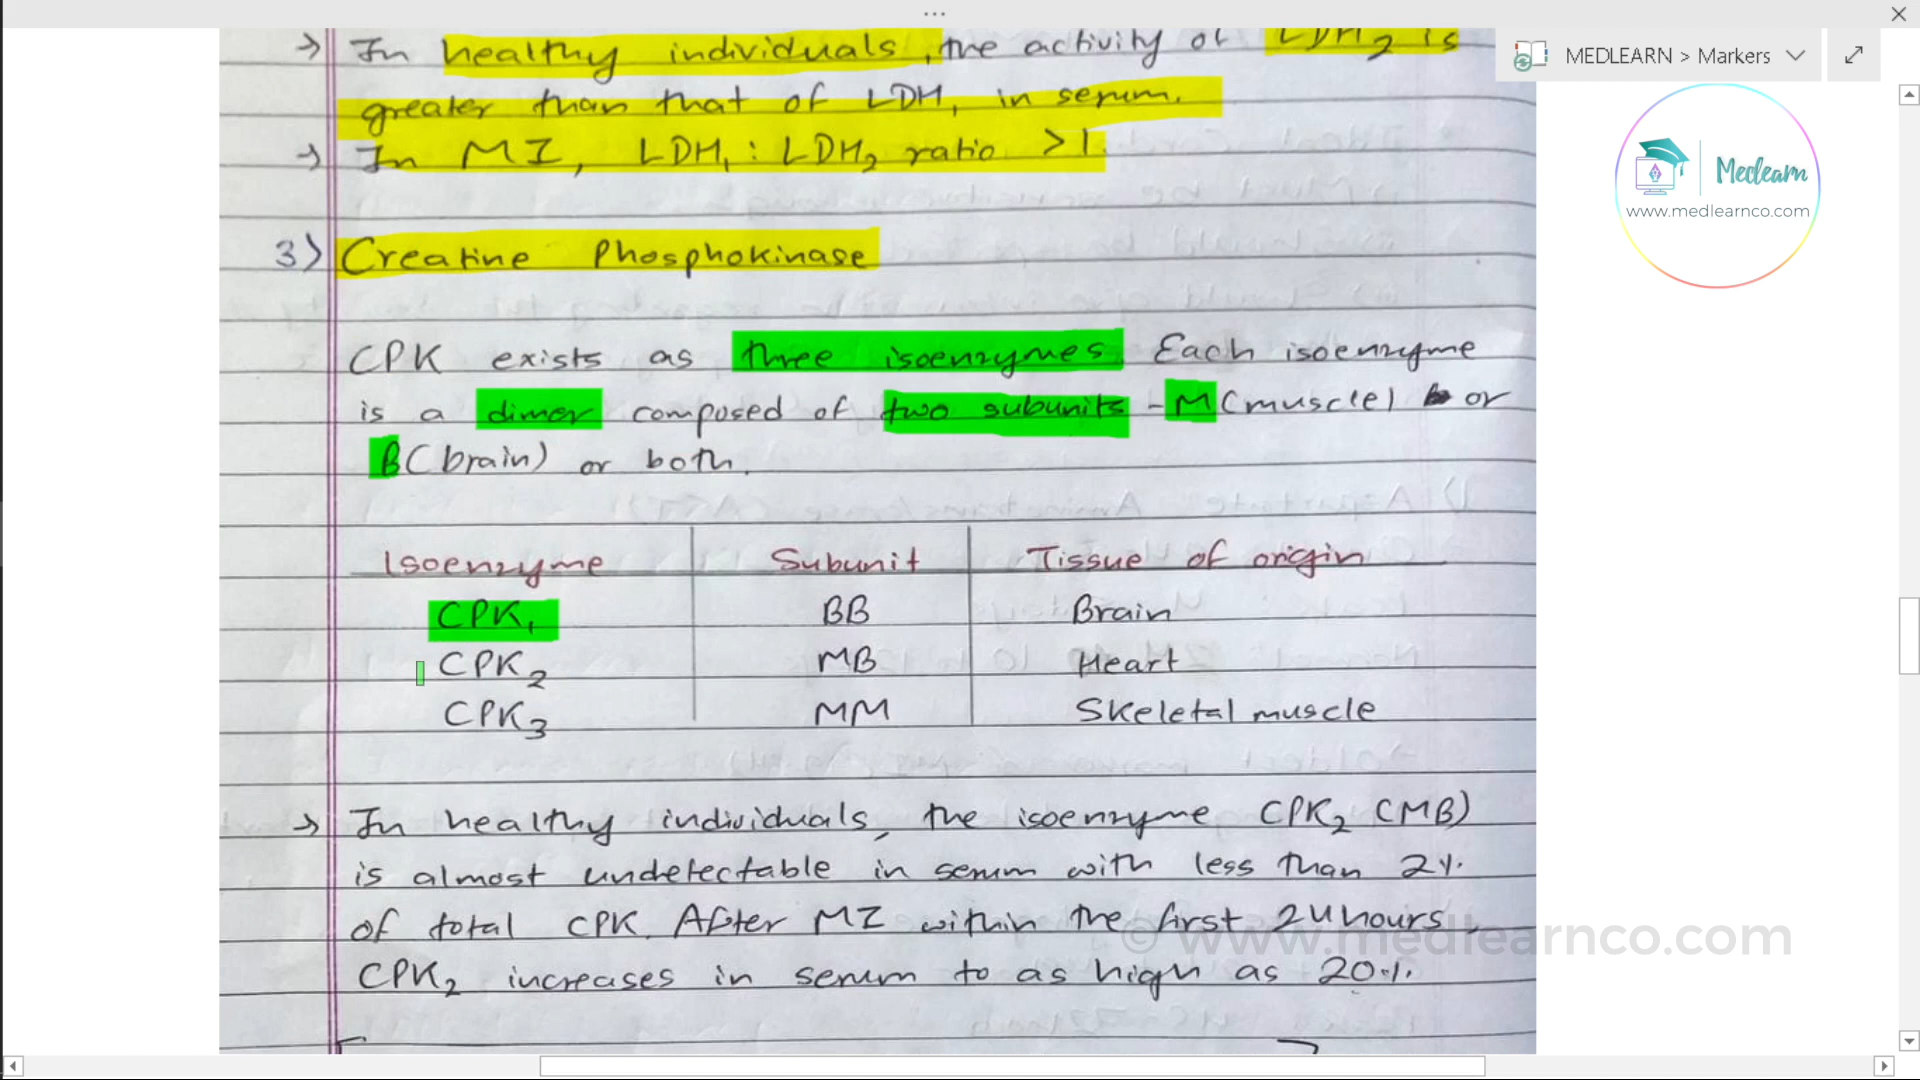 ...
MEDLEARN > Markers
→ In healthy individuals, the activity of LDH2 is
greater than that of LDH1 in serum.
→ In MI, LDH1 : LDH2 ratio > 1.
Medlearn
www.medlearnco.com
3) Creatine Phosphokinase
CPK exists as three isoenzymes. Each isoenzyme
is a dimer composed of two subunits - M(muscle) or
B(brain) or both.
Isoenzyme Subunit Tissue of origin
CPK1 BB Brain
CPK2 MB Heart
CPK3 MM Skeletal muscle
→ In healthy individuals, the isoenzyme CPK2 (MB)
is almost undetectable in serum with less than 2%.
of total CPK. After MI within the first 24 hours,
CPK2 increases in serum to as high as 20%.
© www.medlearnco.com